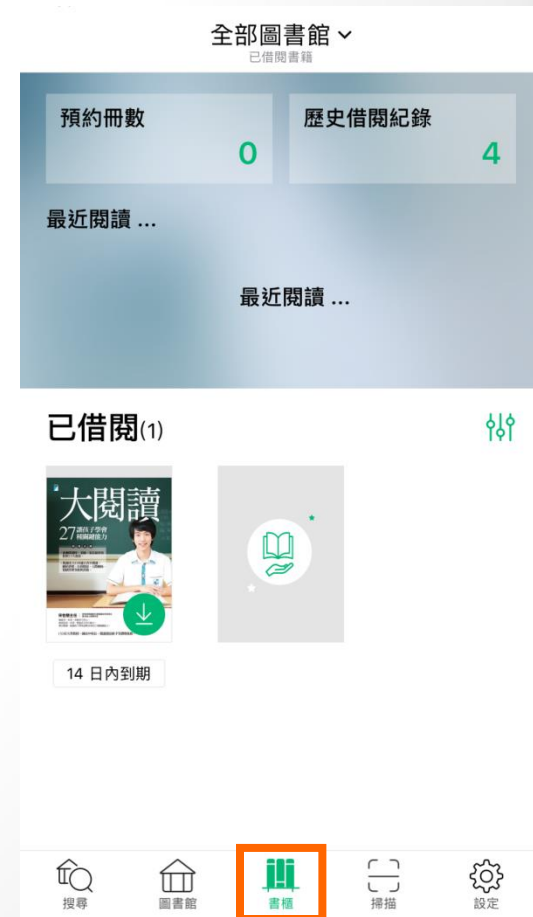 全部圖書館
已借閱書籍
預約冊數
0
歷史借閱紀錄
4
最近閱讀 ...
最近閱讀 ...
已借閱(1)
大閱讀
27
14 日內到期
搜尋
圖書館
書櫃
掃描
設定